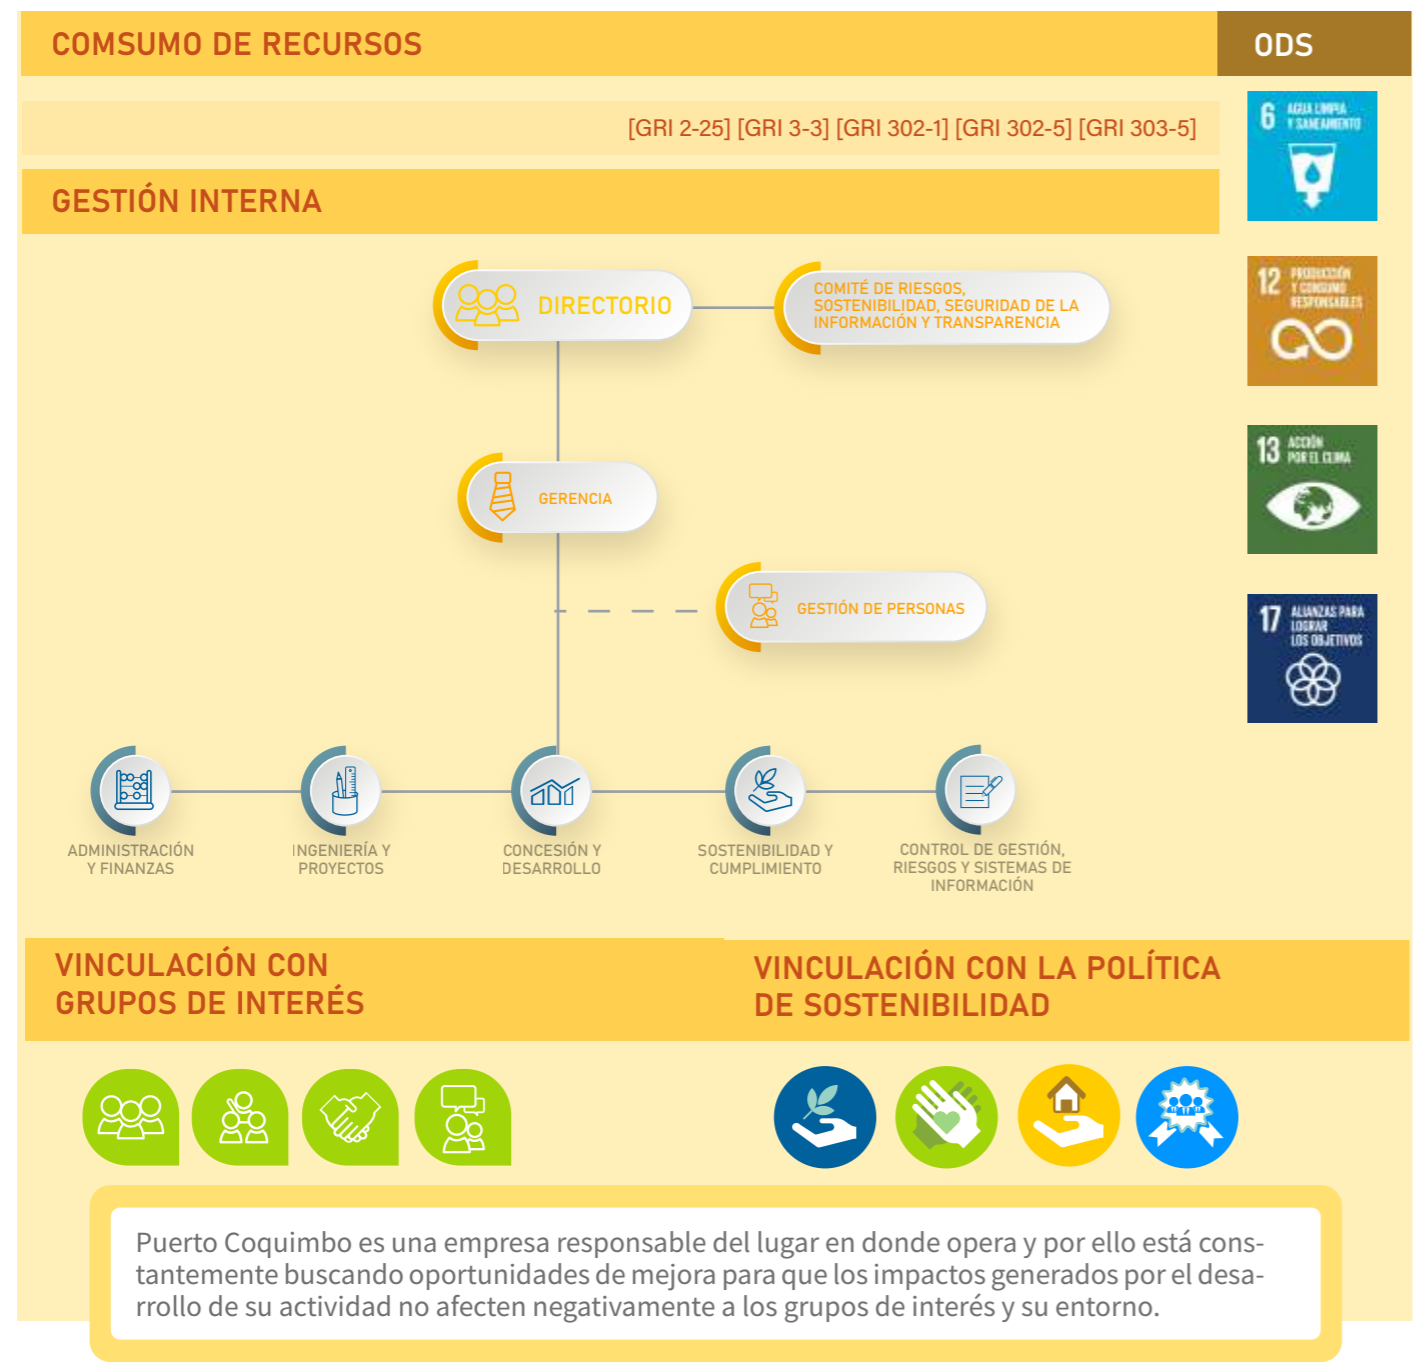 COMSUMO DE RECURSOS
ODS
[GRI 2-25] [GRI 3-3] [GRI 302-1] [GRI 302-5] [GRI 303-5]
6 AGUA LIMPIA
Y SANEAMIENTO
GESTIÓN INTERNA
12 PRODUCCIÓN
Y CONSUMO
RESPONSABLES
DIRECTORIO
COMITÉ DE RIESGOS,
SOSTENIBILIDAD, SEGURIDAD DE LA
INFORMACIÓN Y TRANSPARENCIA
13 ACCIÓN
POR EL CLIMA
GERENCIA
GESTIÓN DE PERSONAS
17 ALIANZAS PARA
LOGRAR
LOS OBJETIVOS
ADMINISTRACIÓN
Y FINANZAS
INGENIERÍA Y
PROYECTOS
CONCESIÓN Y
DESARROLLO
SOSTENIBILIDAD Y
CUMPLIMIENTO
CONTROL DE GESTIÓN,
RIESGOS Y SISTEMAS DE
INFORMACIÓN
VINCULACIÓN CON
GRUPOS DE INTERÉS
VINCULACIÓN CON LA POLÍTICA
DE SOSTENIBILIDAD
Puerto Coquimbo es una empresa responsable del lugar en donde opera y por ello está cons-
tantemente buscando oportunidades de mejora para que los impactos generados por el desa-
rrollo de su actividad no afecten negativamente a los grupos de interés y su entorno.